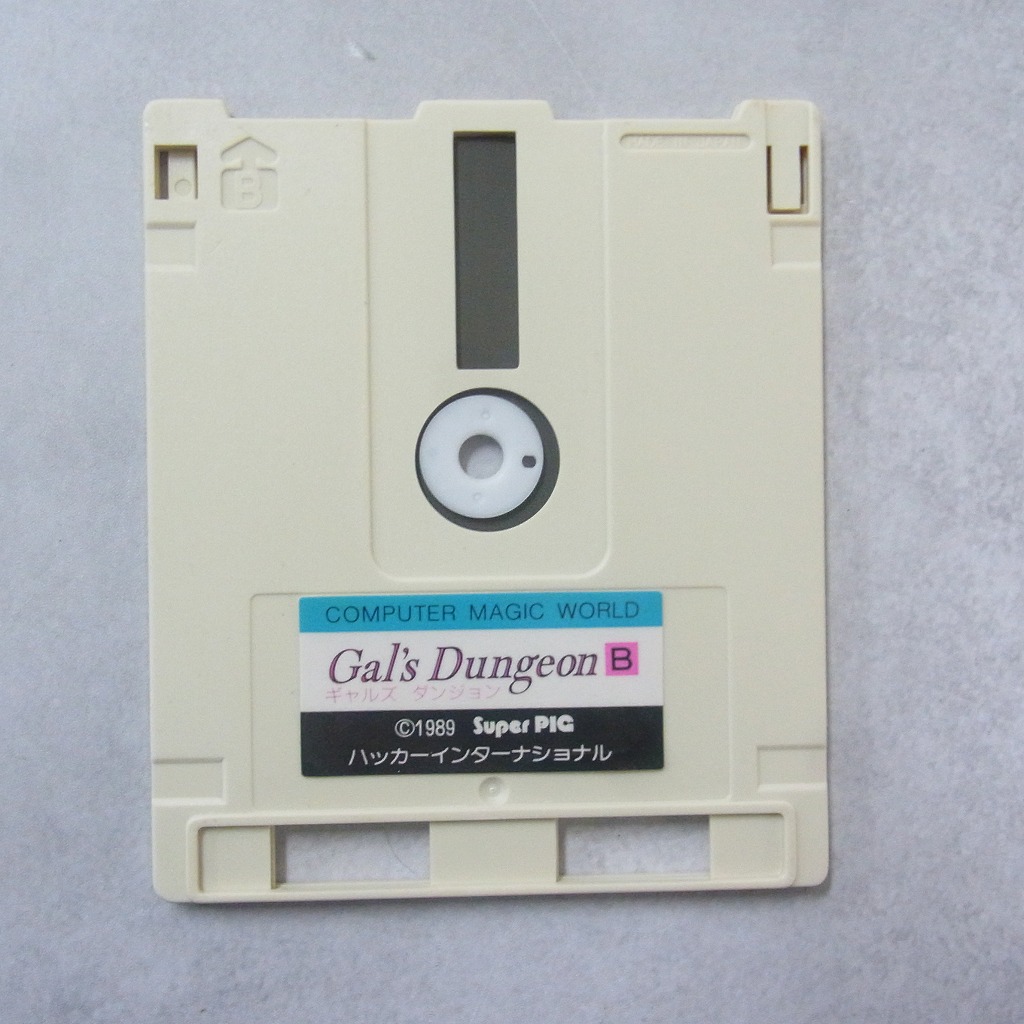 B
COMPUTER MAGIC WORLD
Gal's Dungeon B
ギャルズ ダンジョン
©1989 Super PIG
ハッカーインターナショナル